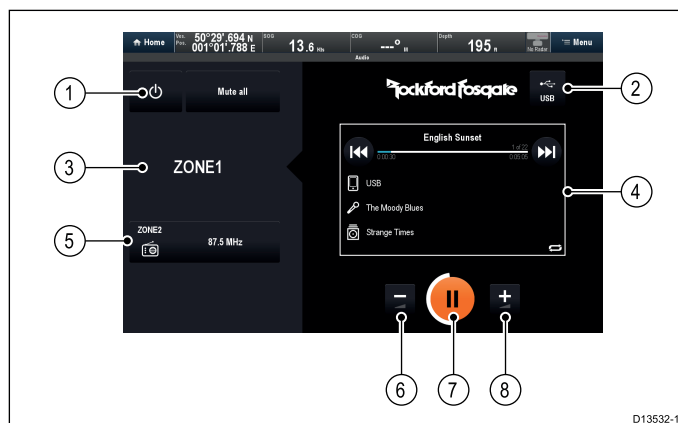 Home
Ves. Pos. 50°29'.694 N
001°01'.788 E
SOG 13.6 Kts
COG ---° M
Depth 195 ft
No Radar
Menu
Audio
1
Mute all
Rockford Fosgate
USB
2
3
ZONE1
English Sunset
1 of 22
0:00:30
0:05:05
USB
The Moody Blues
Strange Times
4
5
ZONE2
87.5 MHz
6
7
8
D13532-1